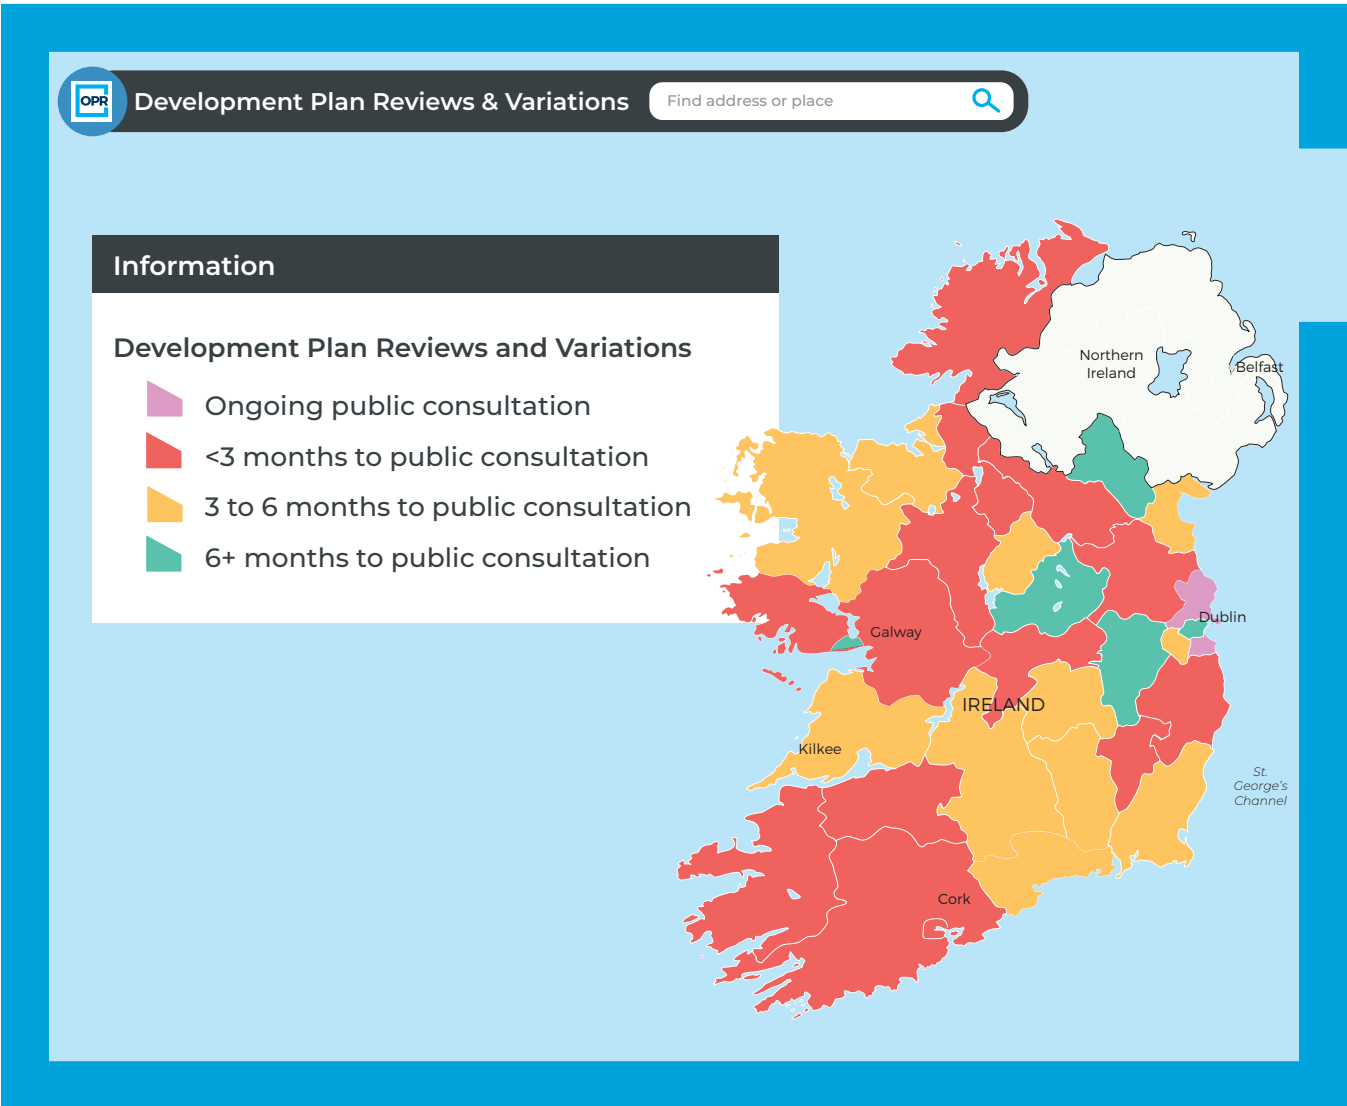 OPR
Development Plan Reviews & Variations
Find address or place
Information
Development Plan Reviews and Variations
Ongoing public consultation
<3 months to public consultation
3 to 6 months to public consultation
6+ months to public consultation
Northern
Ireland
Belfast
Dublin
Galway
IRELAND
Kilkee
St.
George's
Channel
Cork